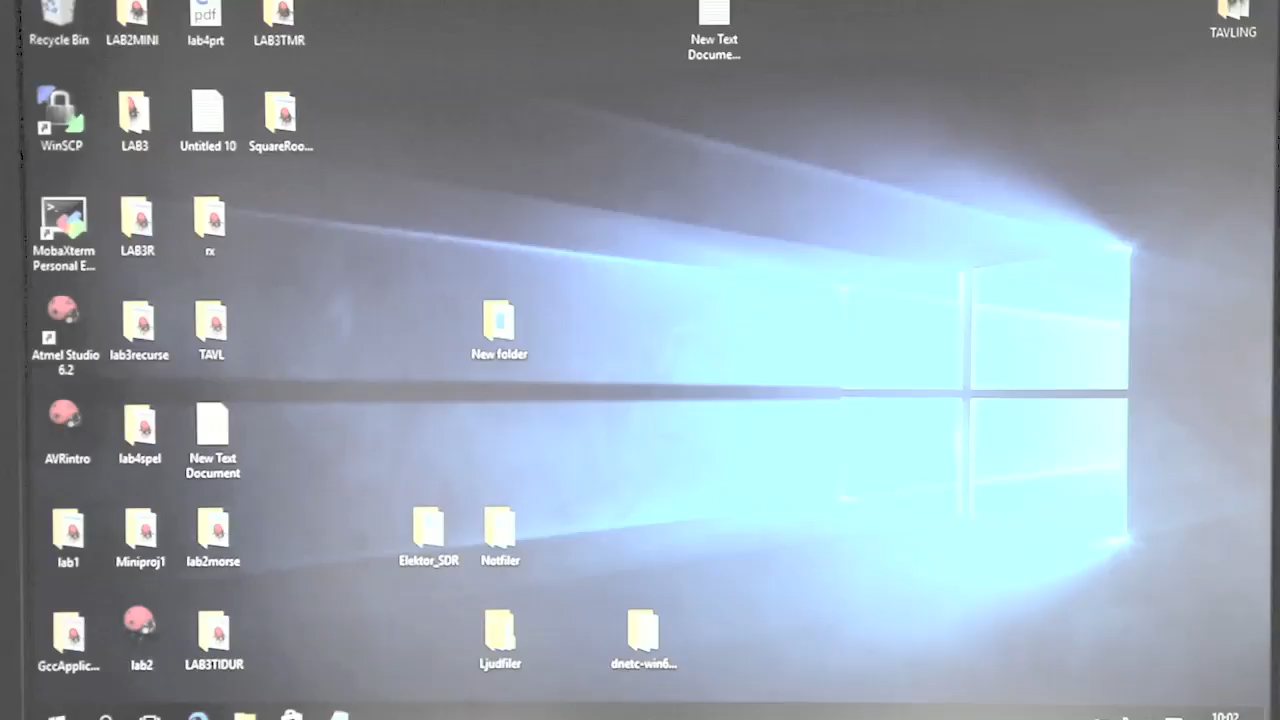 Recycle Bin
LAB2MINI
pdf
lab4prt
LAB3TMR
New Text
Docume...
TAVLING
WinSCP
LAB3
Untitled 10
SquareRoo...
MobaXterm
Personal E...
LAB3R
rx
Atmel Studio
6.2
lab3recurse
TAVL
New folder
AVRintro
lab4spel
New Text
Document
lab1
Miniproj1
lab2morse
Elektor_SDR
Notfiler
GccApplic...
lab2
LAB3TIDUR
Ljudfiler
dnetc-win6...
10:02